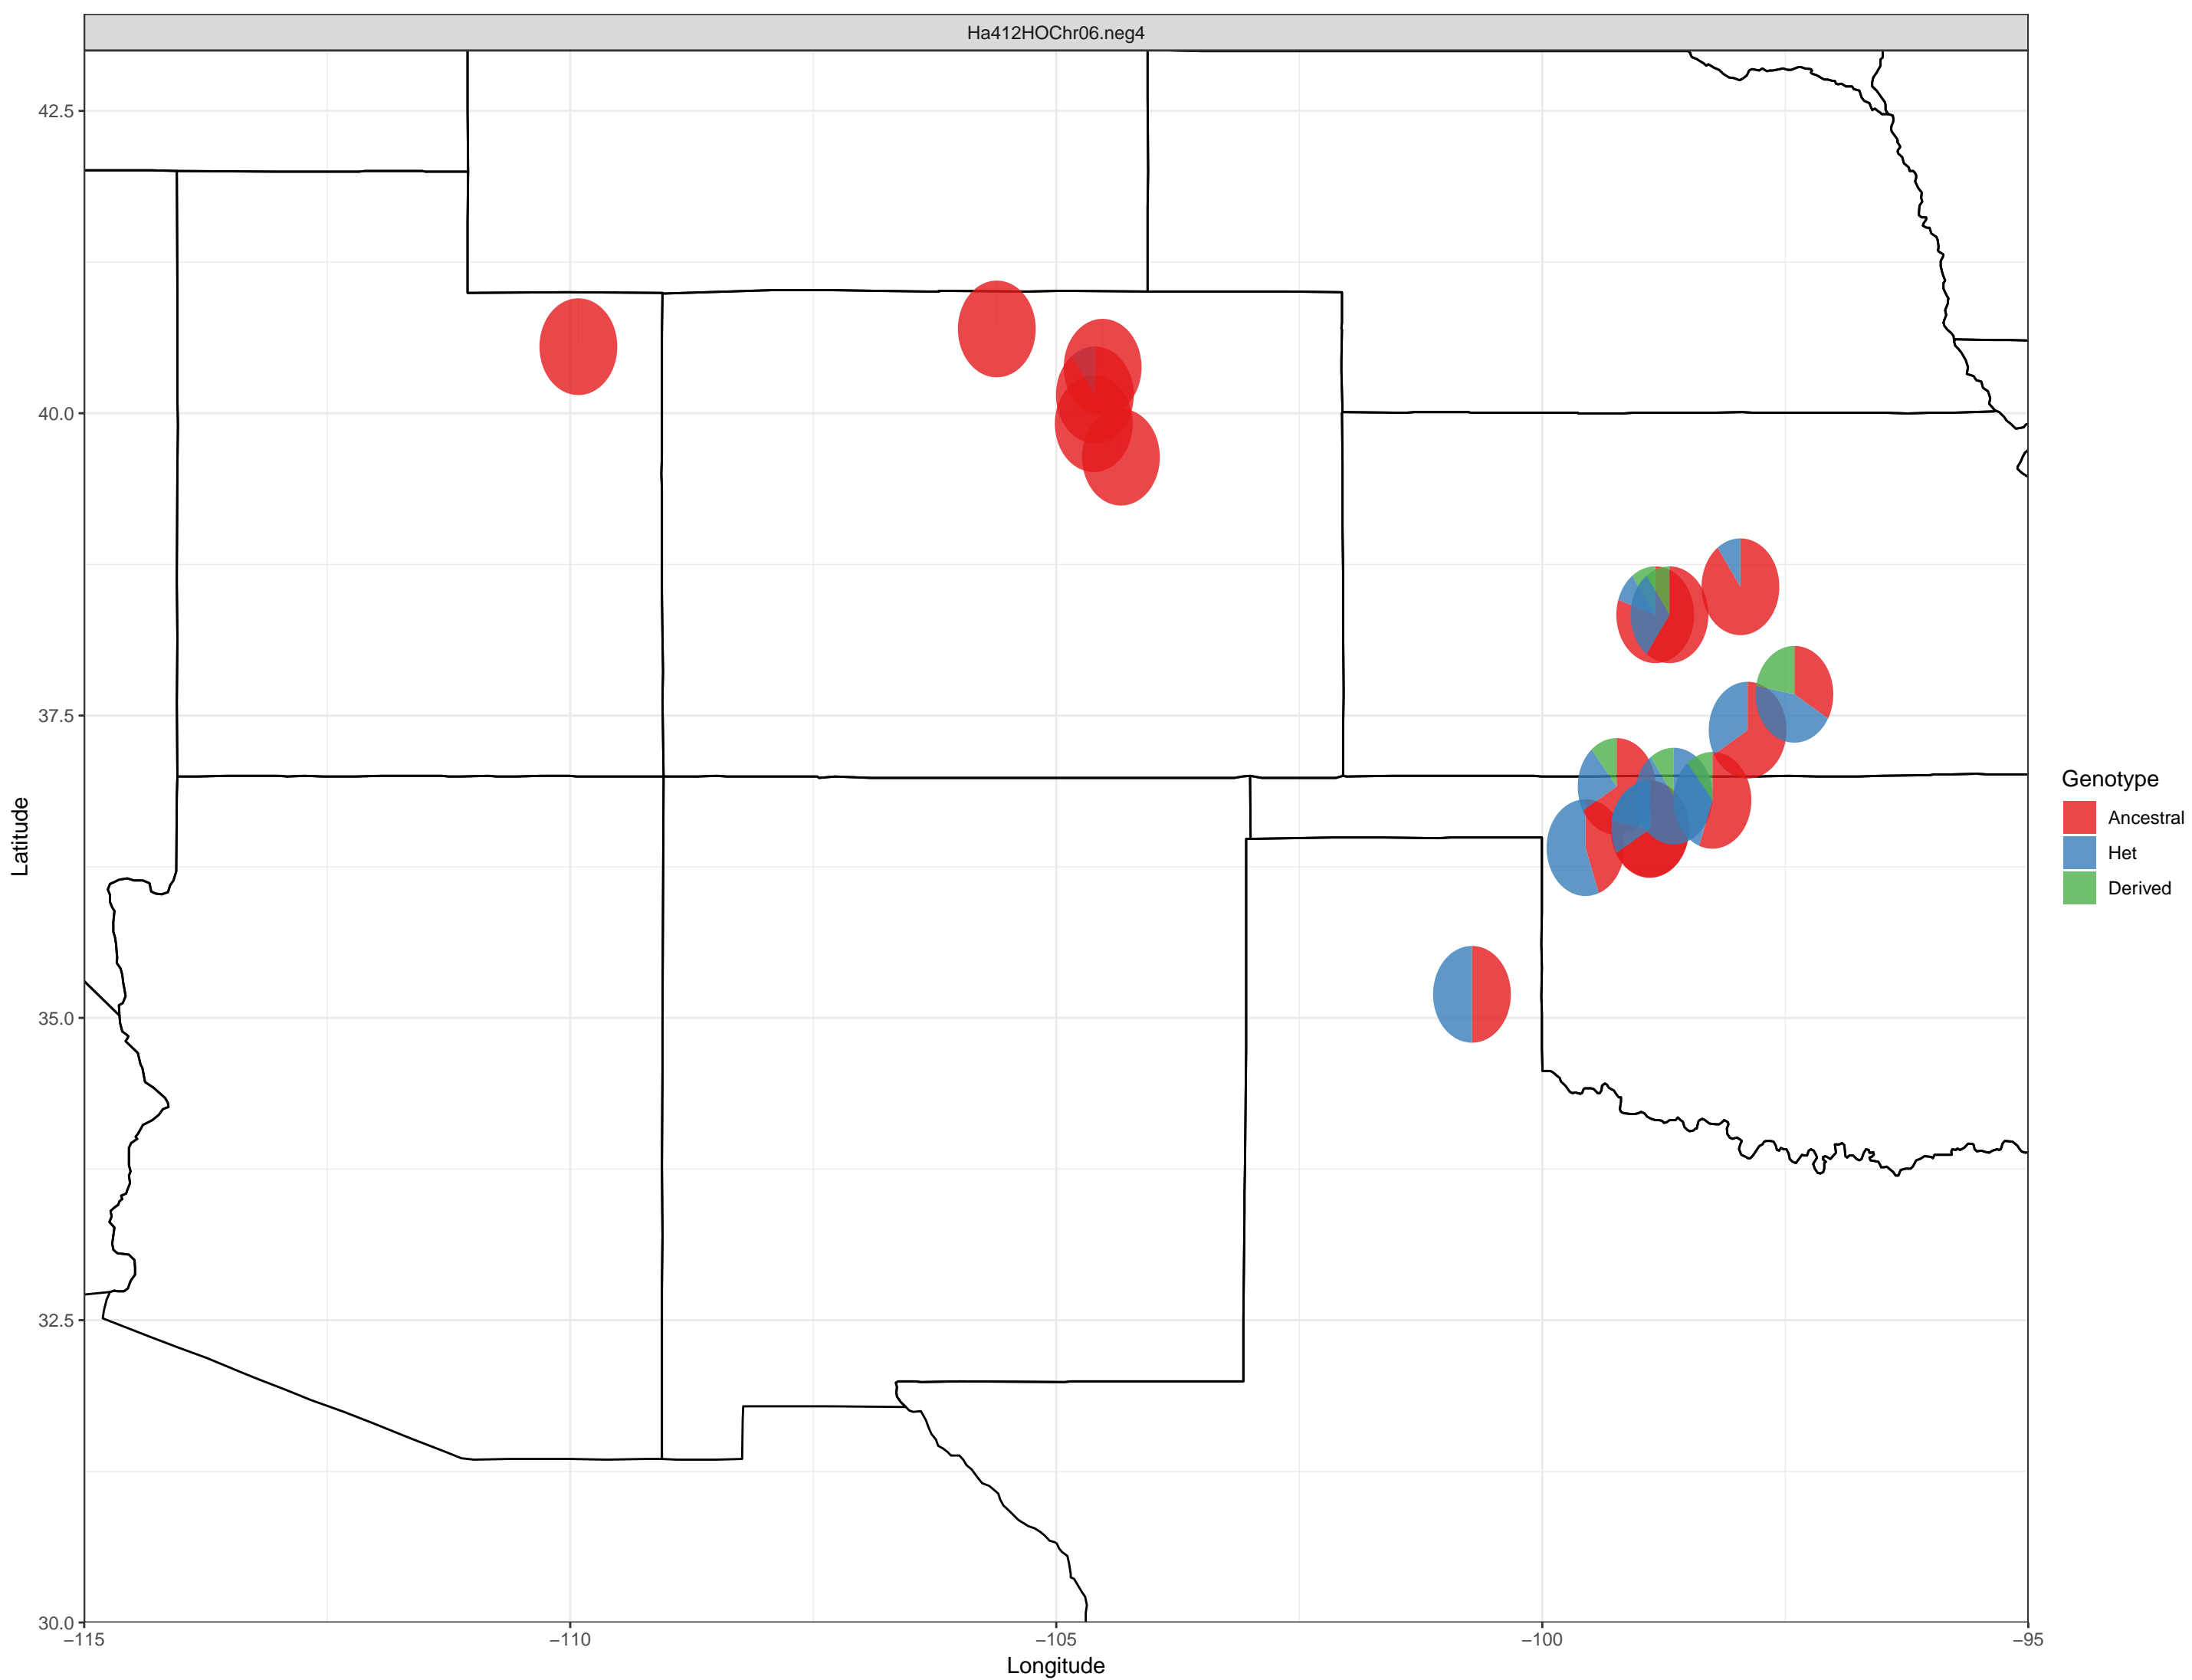 Ha412HOChr06.neg4
42.5
40.0
37.5
35.0
32.5
30.0
Latitude
−115
−110
−105
−100
−95
Longitude
Genotype
Ancestral
Het
Derived